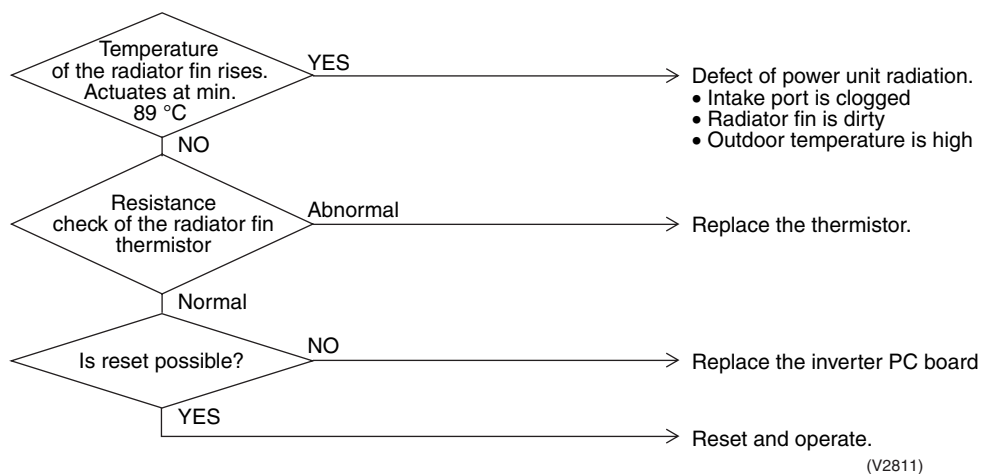 Temperature
of the radiator fin rises.
Actuates at min.
89 °C
YES
Defect of power unit radiation.
• Intake port is clogged
• Radiator fin is dirty
• Outdoor temperature is high
NO
Resistance
check of the radiator fin
thermistor
Abnormal
Replace the thermistor.
Normal
Is reset possible?
NO
Replace the inverter PC board
YES
Reset and operate.
(V2811)